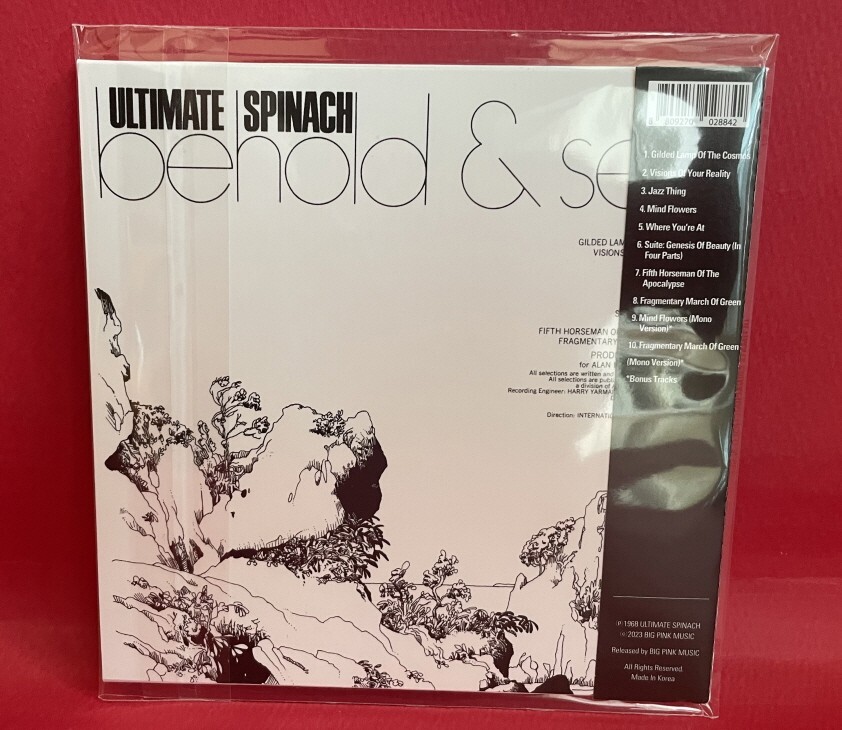 ULTIMATE SPINACH
behold & se
GILDED LAM
VISIONS
S
FIFTH HORSEMAN O
FRAGMENTARY
PROD
for ALAN
All selections are written and
All selections are pub
a division of
Recording Engineer: HARRY YARMA
Direction: INTERNATI
028842
1. Gilded Lamp Of The Cosmos
2. Visions Of Your Reality
3. Jazz Thing
4. Mind Flowers
5. Where You're At
6. Suite: Genesis Of Beauty (In
Four Parts)
7. Fifth Horseman Of The
Apocalypse
8. Fragmentary March Of Green
9. Mind Flowers (Mono
Version)*
10. Fragmentary March Of Green
(Mono Version)*
*Bonus Tracks
℗1968 ULTIMATE SPINACH
©2023 BIG PINK MUSIC
Released by BIG PINK MUSIC
All Rights Reserved.
Made In Korea